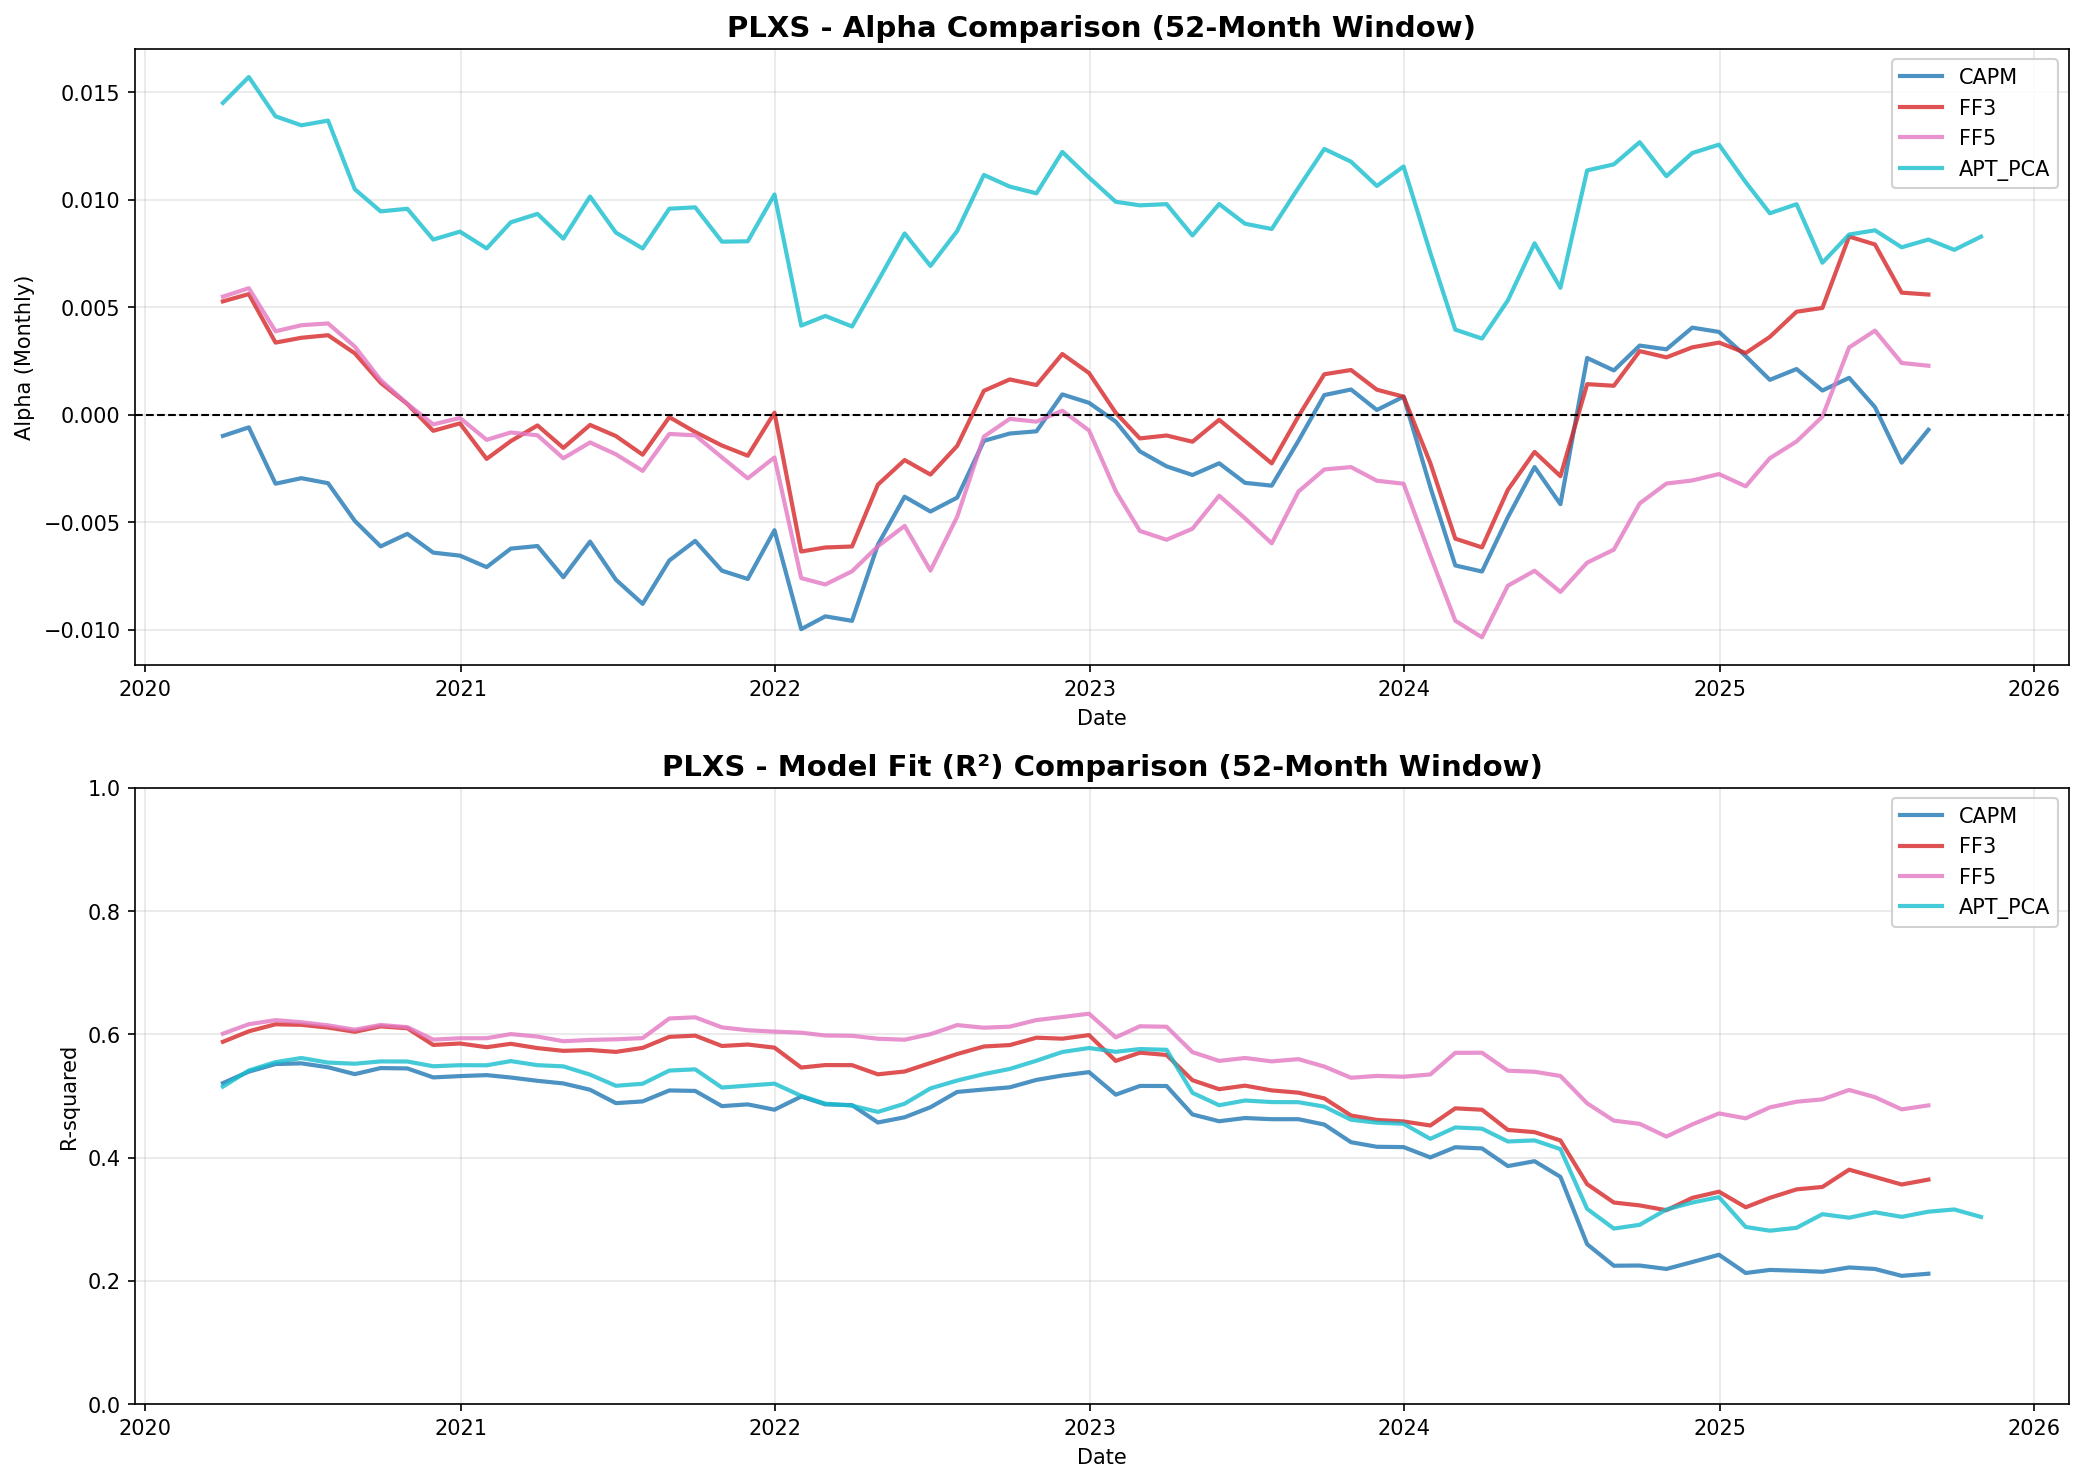 PLXS - Alpha Comparison (52-Month Window)
CAPM
FF3
FF5
APT_PCA
Alpha (Monthly)
0.015
0.010
0.005
0.000
−0.005
−0.010
2020 2021 2022 2023 2024 2025 2026
Date
PLXS - Model Fit (R²) Comparison (52-Month Window)
CAPM
FF3
FF5
APT_PCA
R-squared
1.0
0.8
0.6
0.4
0.2
0.0
2020 2021 2022 2023 2024 2025 2026
Date